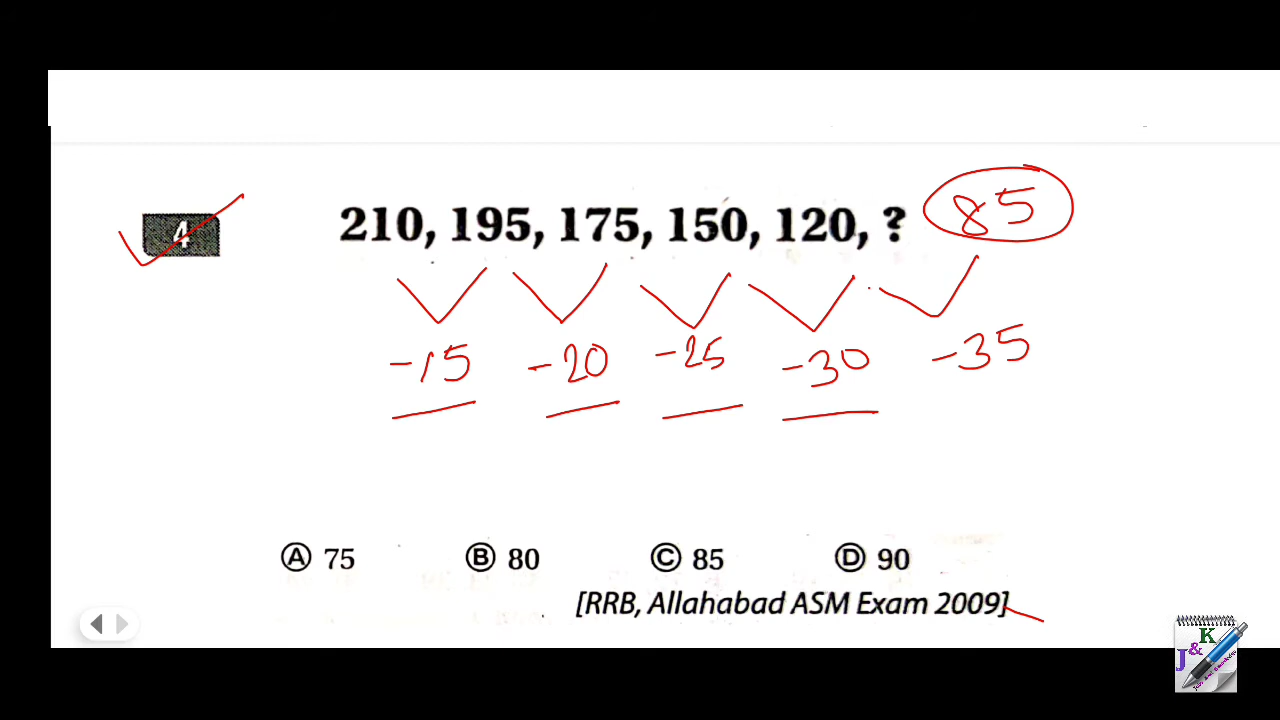 4 210, 195, 175, 150, 120, ? 85
-15 -20 -25 -30 -35
Ⓐ 75 Ⓑ 80 Ⓒ 85 Ⓓ 90
[RRB, Allahabad ASM Exam 2009]
J&K